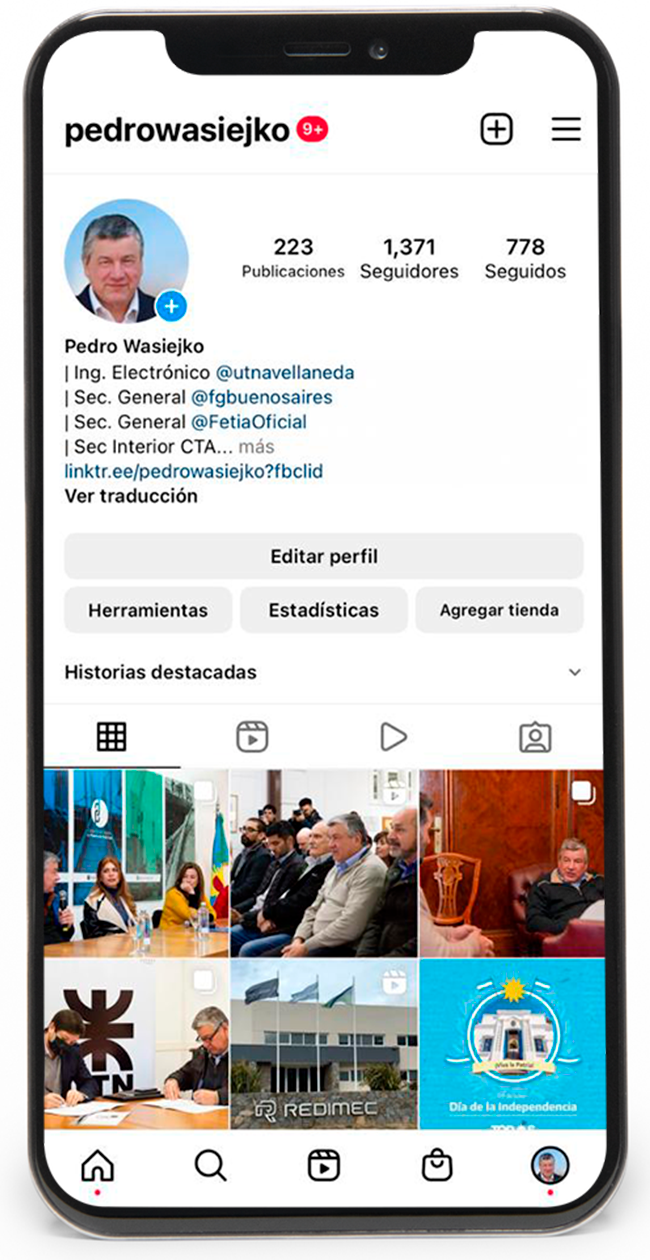 pedrowasiejko 9+
223 1,371 778
Publicaciones Seguidores Seguidos
Pedro Wasiejko
| Ing. Electrónico @utnavellaneda
| Sec. General @fgbuenosaires
| Sec. General @FetiaOficial
| Sec Interior CTA... más
linktr.ee/pedrowasiejko?fbclid
Ver traducción
Editar perfil
Herramientas Estadísticas Agregar tienda
Historias destacadas
TN
REDIMEC
¡Viva la Patria!
Día de la Independencia